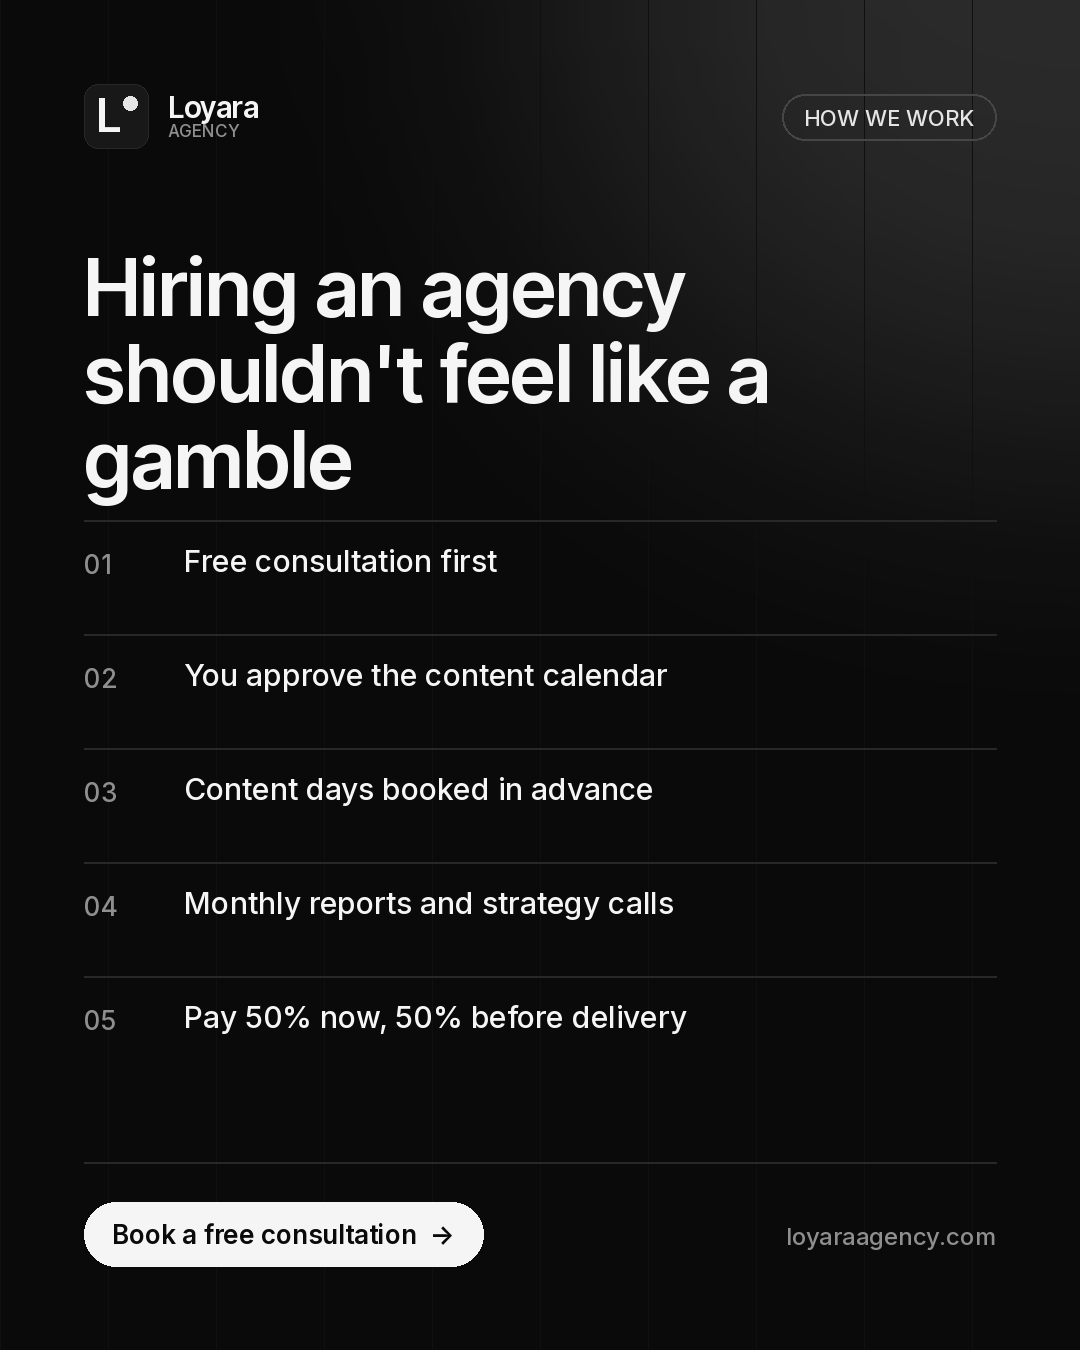 L
Loyara
AGENCY
HOW WE WORK
Hiring an agency
shouldn't feel like a
gamble
01 Free consultation first
02 You approve the content calendar
03 Content days booked in advance
04 Monthly reports and strategy calls
05 Pay 50% now, 50% before delivery
Book a free consultation →
loyaraagency.com